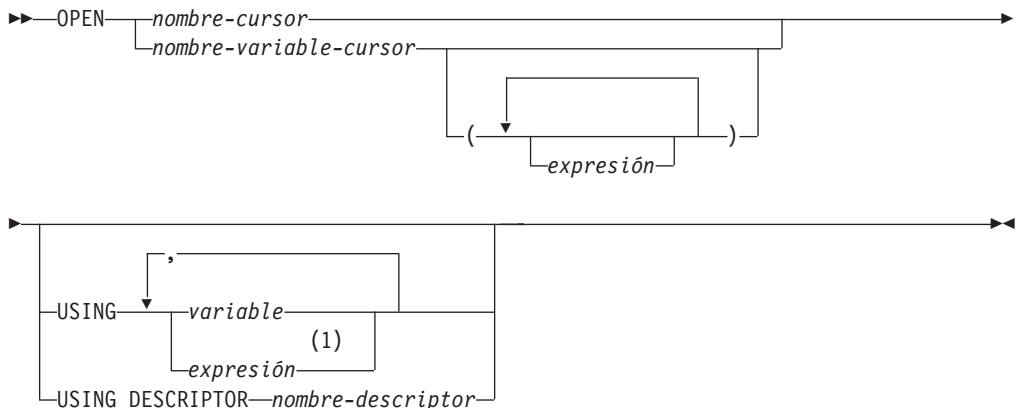 OPEN nombre-cursor
nombre-variable-cursor
( )
expresión
,
USING variable
(1)
expresión
USING DESCRIPTOR nombre-descriptor